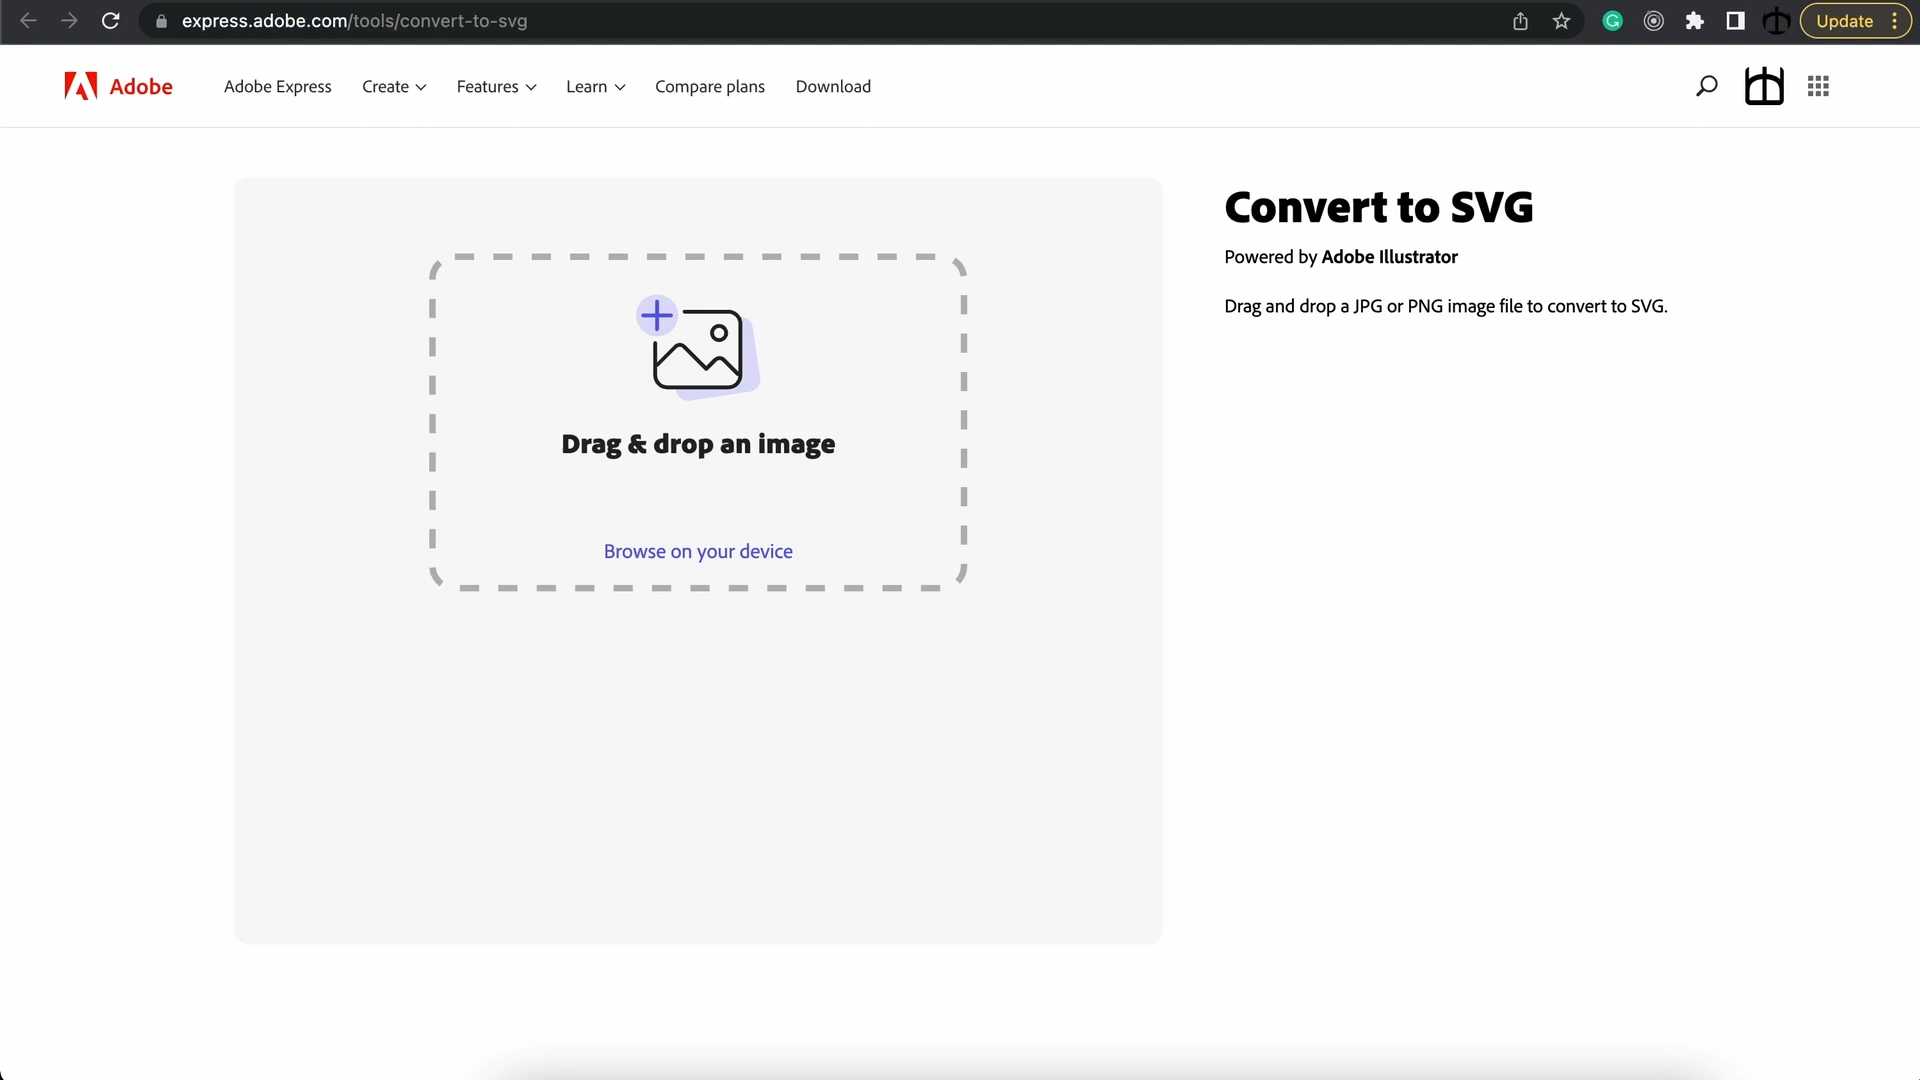 express.adobe.com/tools/convert-to-svg
Update
Adobe
Adobe Express
Create
Features
Learn
Compare plans
Download
Convert to SVG
Powered by Adobe Illustrator
Drag and drop a JPG or PNG image file to convert to SVG.
Drag & drop an image
Browse on your device